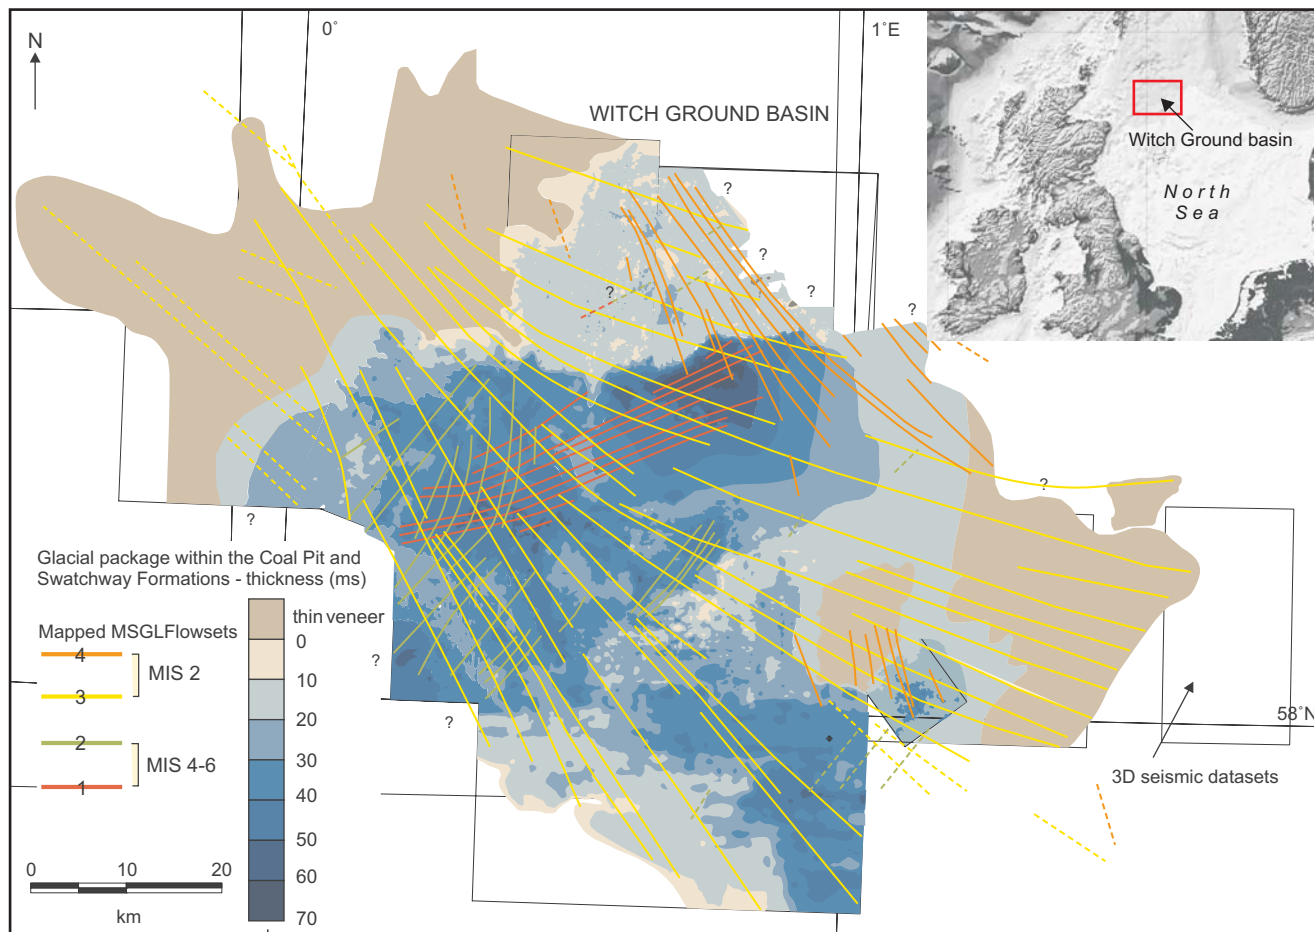 N
0°
1°E
WITCH GROUND BASIN
Witch Ground basin
North
Sea
?
?
?
?
?
?
?
?
?
?
Glacial package within the Coal Pit and
Swatchway Formations - thickness (ms)
Mapped MSGLFlowsets
4
MIS 2
3
2
MIS 4-6
1
thin veneer
0
10
20
30
40
50
60
70
0 10 20
km
58°N
3D seismic datasets